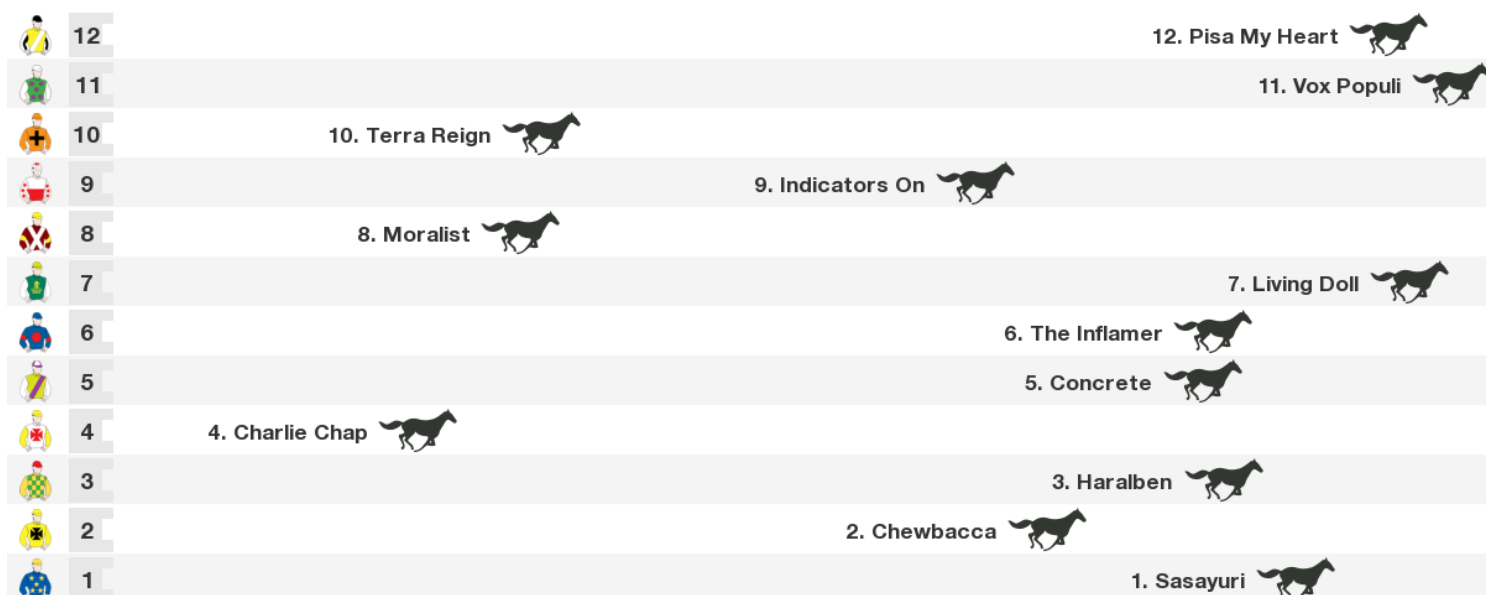 12 12. Pisa My Heart
11 11. Vox Populi
10 10. Terra Reign
9 9. Indicators On
8 8. Moralist
7 7. Living Doll
6 6. The Inflamer
5 5. Concrete
4 4. Charlie Chap
3 3. Haralben
2 2. Chewbacca
1 1. Sasayuri